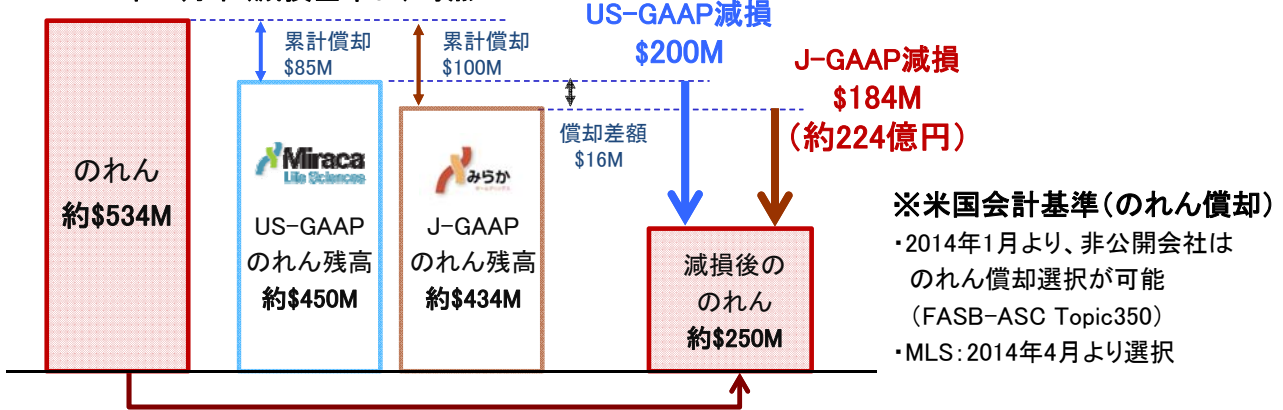 US-GAAP減損
$200M
累計償却
$85M
累計償却
$100M
J-GAAP減損
$184M
(約224億円)
償却差額
$16M
のれん
約$534M
Miraca
Life Sciences
みらか
US-GAAP
のれん残高
約$450M
J-GAAP
のれん残高
約$434M
減損後の
のれん
約$250M
※米国会計基準(のれん償却)
・2014年1月より、非公開会社は
のれん償却選択が可能
(FASB-ASC Topic350)
・MLS:2014年4月より選択